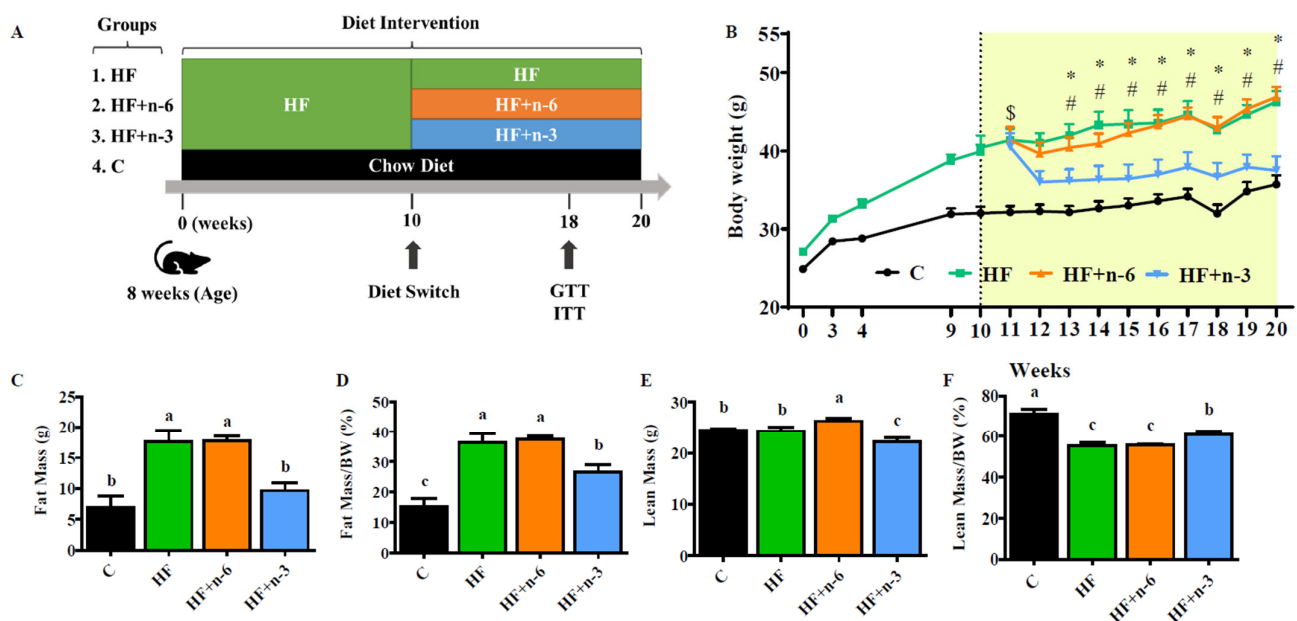 A
Groups
Diet Intervention
1. HF
2. HF+n-6
3. HF+n-3
4. C
HF
HF
HF+n-6
HF+n-3
Chow Diet
0 (weeks)
10
18
20
8 weeks (Age)
Diet Switch
GTT
ITT
B
Body weight (g)
55
50
40
30
20
$
* * * * * * * *
# # # # # # # #
C HF HF+n-6 HF+n-3
0 3 4 9 10 11 12 13 14 15 16 17 18 19 20
Weeks
C
Fat Mass (g)
25
20
15
10
5
0
b a a b
C HF HF+n-6 HF+n-3
D
Fat Mass/BW (%)
50
40
30
20
10
0
c a a b
C HF HF+n-6 HF+n-3
E
Lean Mass (g)
30
20
10
0
b b a c
C HF HF+n-6 HF+n-3
F
Lean Mass/BW (%)
80
60
40
20
0
a c c b
C HF HF+n-6 HF+n-3